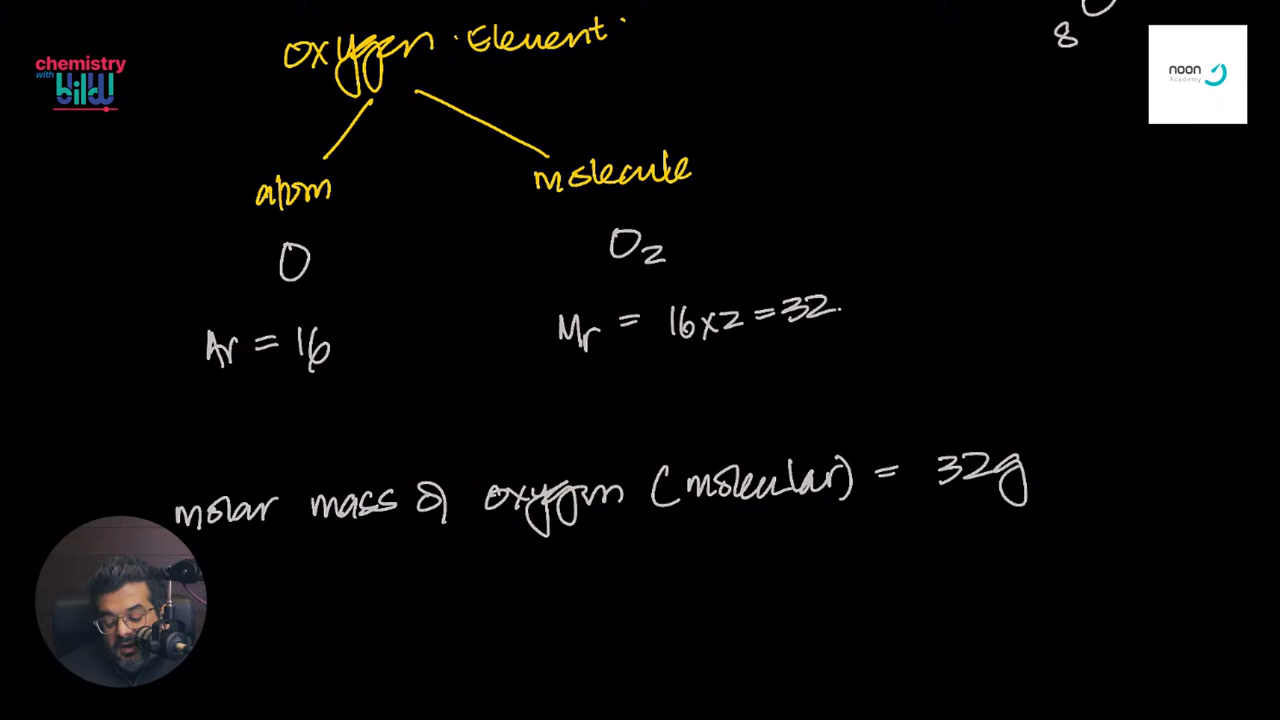 oxygen. Element.
8
chemistry
with
bilal
noon
Academy
atom molecule
O O2
Ar = 16 Mr = 16x2 = 32.
molar mass of oxygen (molecular) = 32g